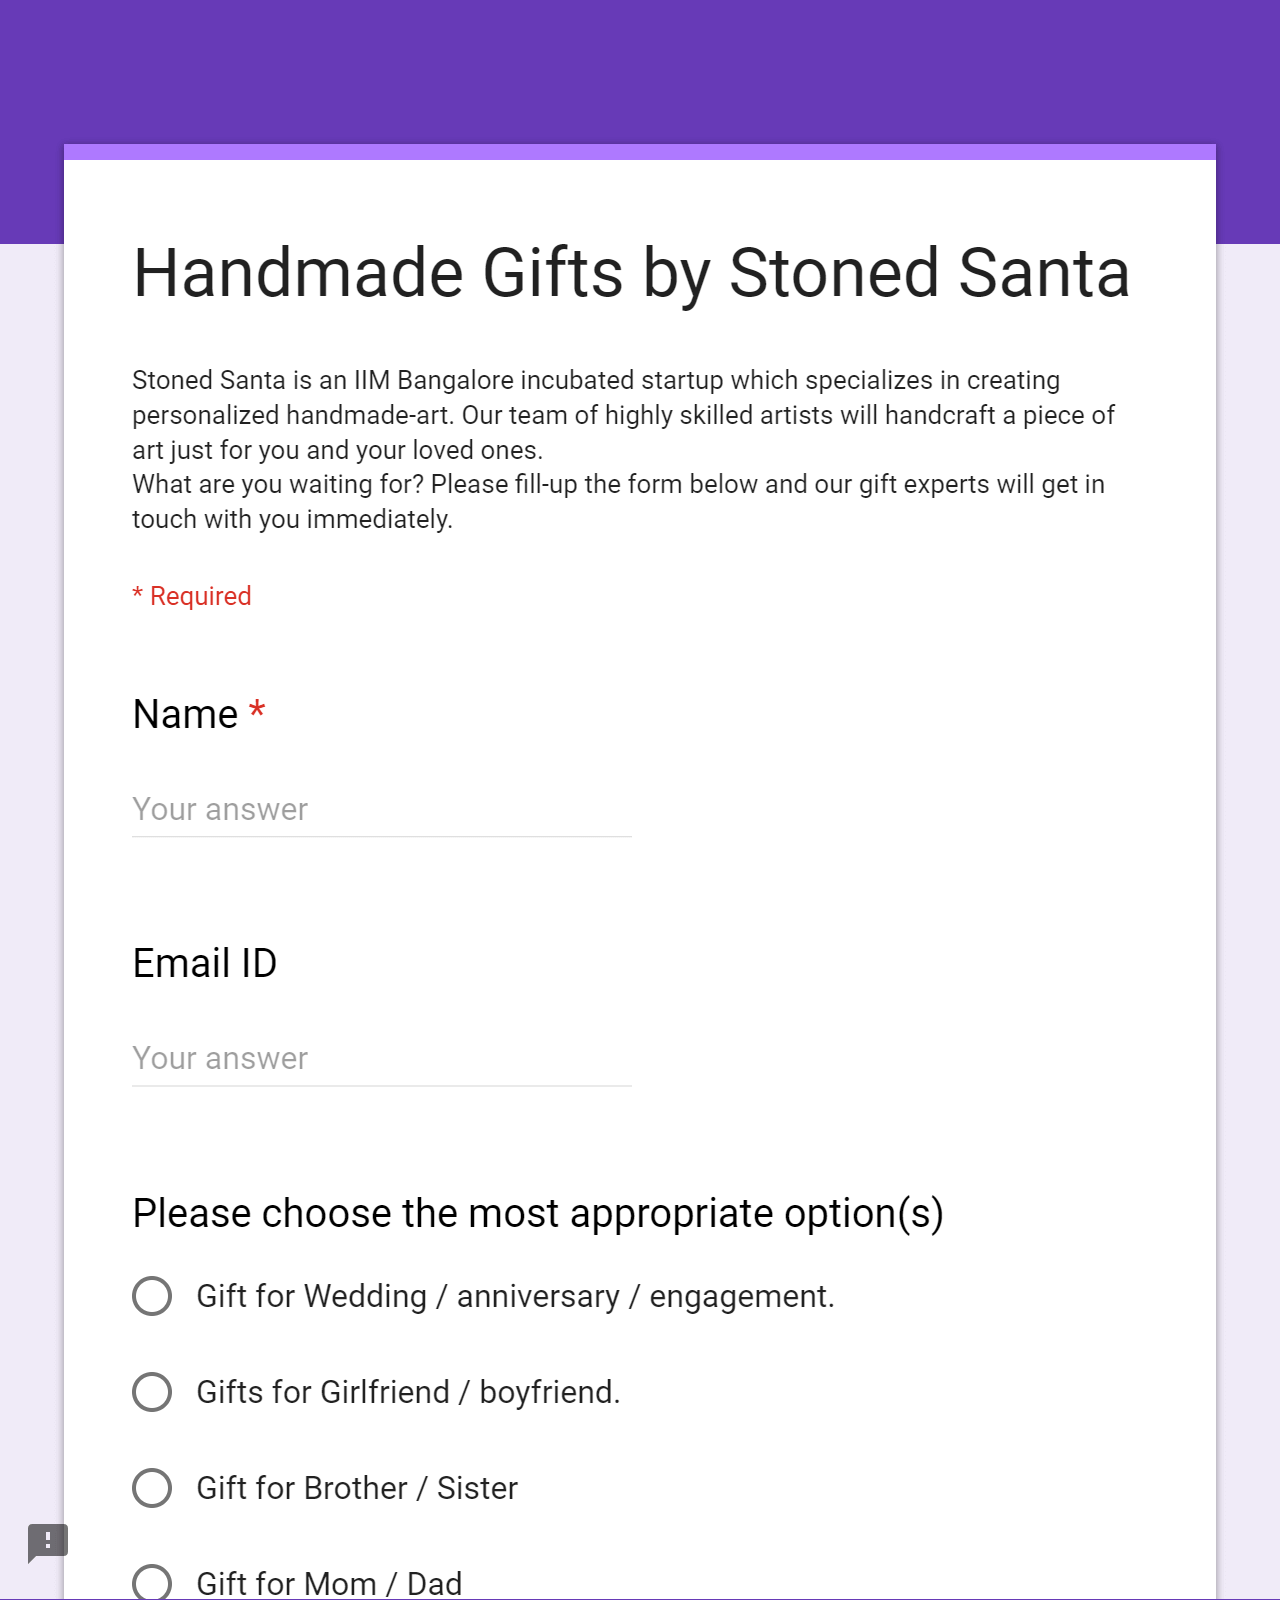 Handmade Gifts by Stoned Santa
Stoned Santa is an IIM Bangalore incubated startup which specializes in creating
personalized handmade-art. Our team of highly skilled artists will handcraft a piece of
art just for you and your loved ones.
What are you waiting for? Please fill-up the form below and our gift experts will get in
touch with you immediately.
* Required
Name *
Your answer
Email ID
Your answer
Please choose the most appropriate option(s)
Gift for Wedding / anniversary / engagement.
Gifts for Girlfriend / boyfriend.
Gift for Brother / Sister
Gift for Mom / Dad